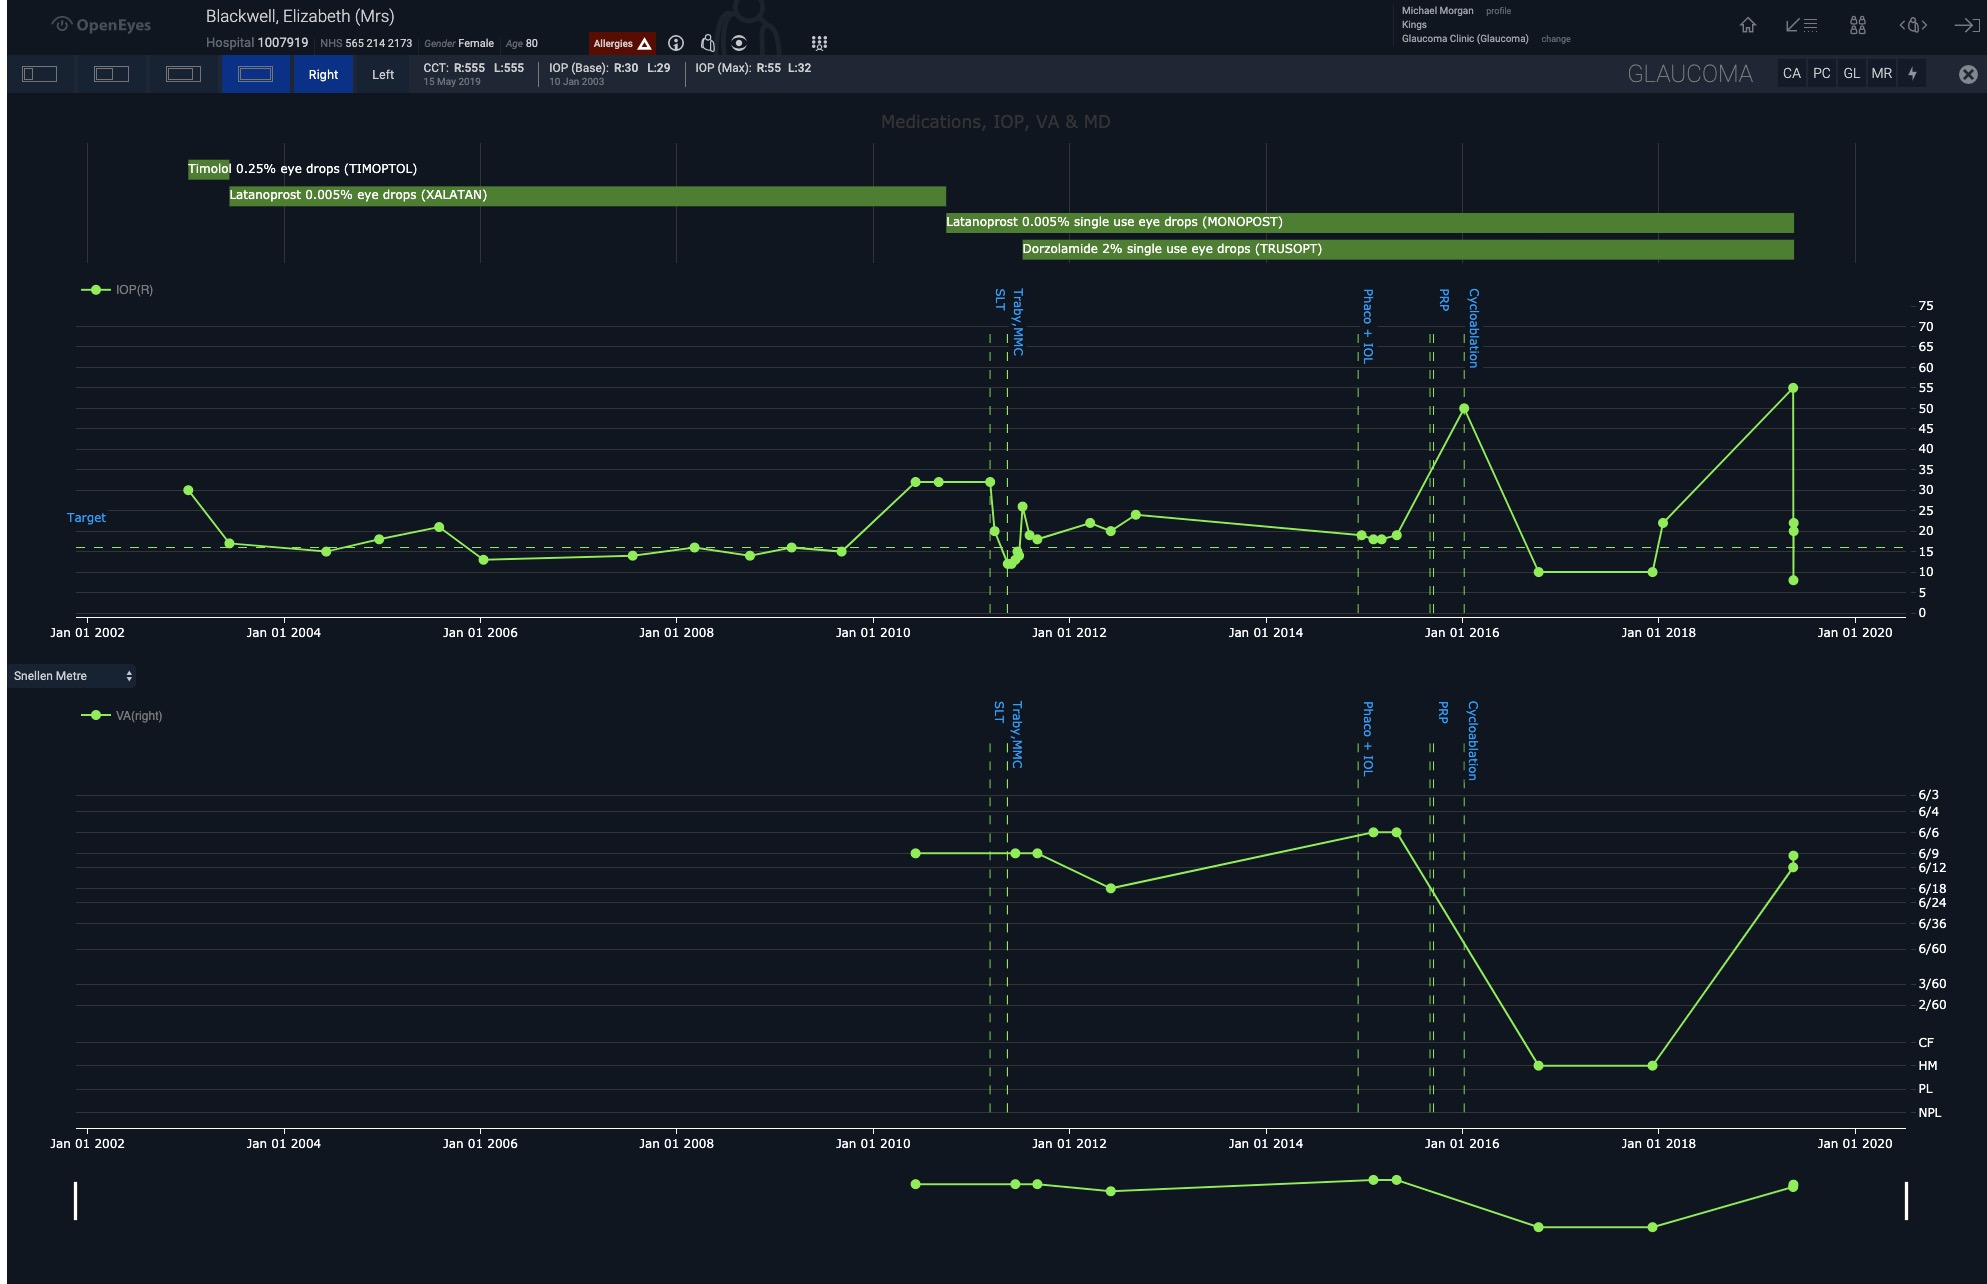 OpenEyes
Blackwell, Elizabeth (Mrs)
Hospital 1007919 NHS 565 214 2173 Gender Female Age 80
Allergies
Michael Morgan profile
Kings
Glaucoma Clinic (Glaucoma) change
Right
Left
CCT: R:555 L:555
15 May 2019
IOP (Base): R:30 L:29
10 Jan 2003
IOP (Max): R:55 L:32
GLAUCOMA
CA PC GL MR
Medications, IOP, VA & MD
Timolol 0.25% eye drops (TIMOPTOL)
Latanoprost 0.005% eye drops (XALATAN)
Latanoprost 0.005% single use eye drops (MONOPOST)
Dorzolamide 2% single use eye drops (TRUSOPT)
IOP(R)
SLT
Traby,MMC
Phaco + IOL
PRP
Cycloablation
75
70
65
60
55
50
45
40
35
30
25
20
15
10
5
0
Target
Jan 01 2002 Jan 01 2004 Jan 01 2006 Jan 01 2008 Jan 01 2010 Jan 01 2012 Jan 01 2014 Jan 01 2016 Jan 01 2018 Jan 01 2020
Snellen Metre
VA(right)
SLT
Traby,MMC
Phaco + IOL
PRP
Cycloablation
6/3
6/4
6/6
6/9
6/12
6/18
6/24
6/36
6/60
3/60
2/60
CF
HM
PL
NPL
Jan 01 2002 Jan 01 2004 Jan 01 2006 Jan 01 2008 Jan 01 2010 Jan 01 2012 Jan 01 2014 Jan 01 2016 Jan 01 2018 Jan 01 2020